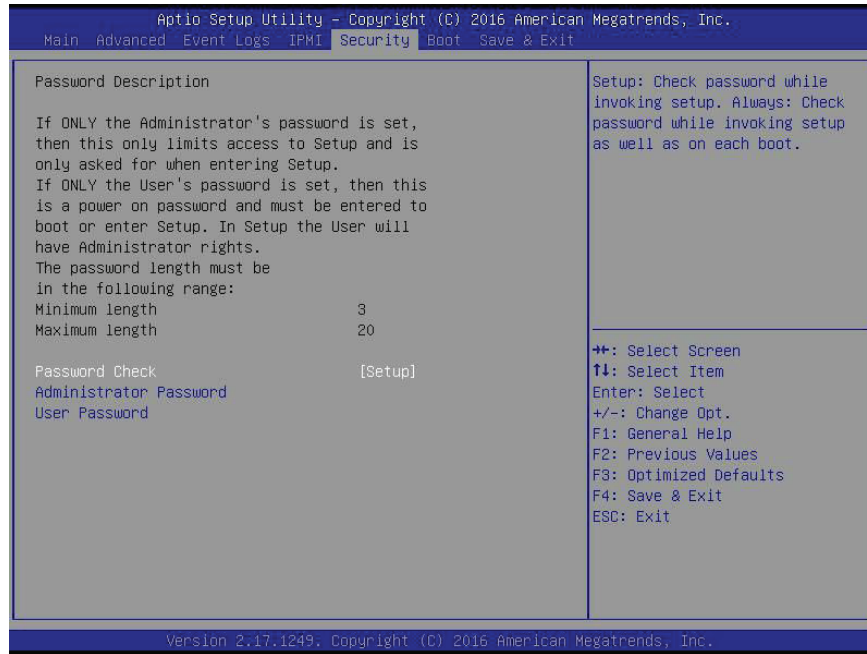 Aptio Setup Utility – Copyright (C) 2016 American Megatrends, Inc.
Main Advanced Event Logs IPMI Security Boot Save & Exit
Password Description
If ONLY the Administrator's password is set,
then this only limits access to Setup and is
only asked for when entering Setup.
If ONLY the User's password is set, then this
is a power on password and must be entered to
boot or enter Setup. In Setup the User will
have Administrator rights.
The password length must be
in the following range:
Minimum length 3
Maximum length 20
Password Check [Setup]
Administrator Password
User Password
Setup: Check password while
invoking setup. Always: Check
password while invoking setup
as well as on each boot.
→←: Select Screen
↑↓: Select Item
Enter: Select
+/-: Change Opt.
F1: General Help
F2: Previous Values
F3: Optimized Defaults
F4: Save & Exit
ESC: Exit
Version 2.17.1249. Copyright (C) 2016 American Megatrends, Inc.